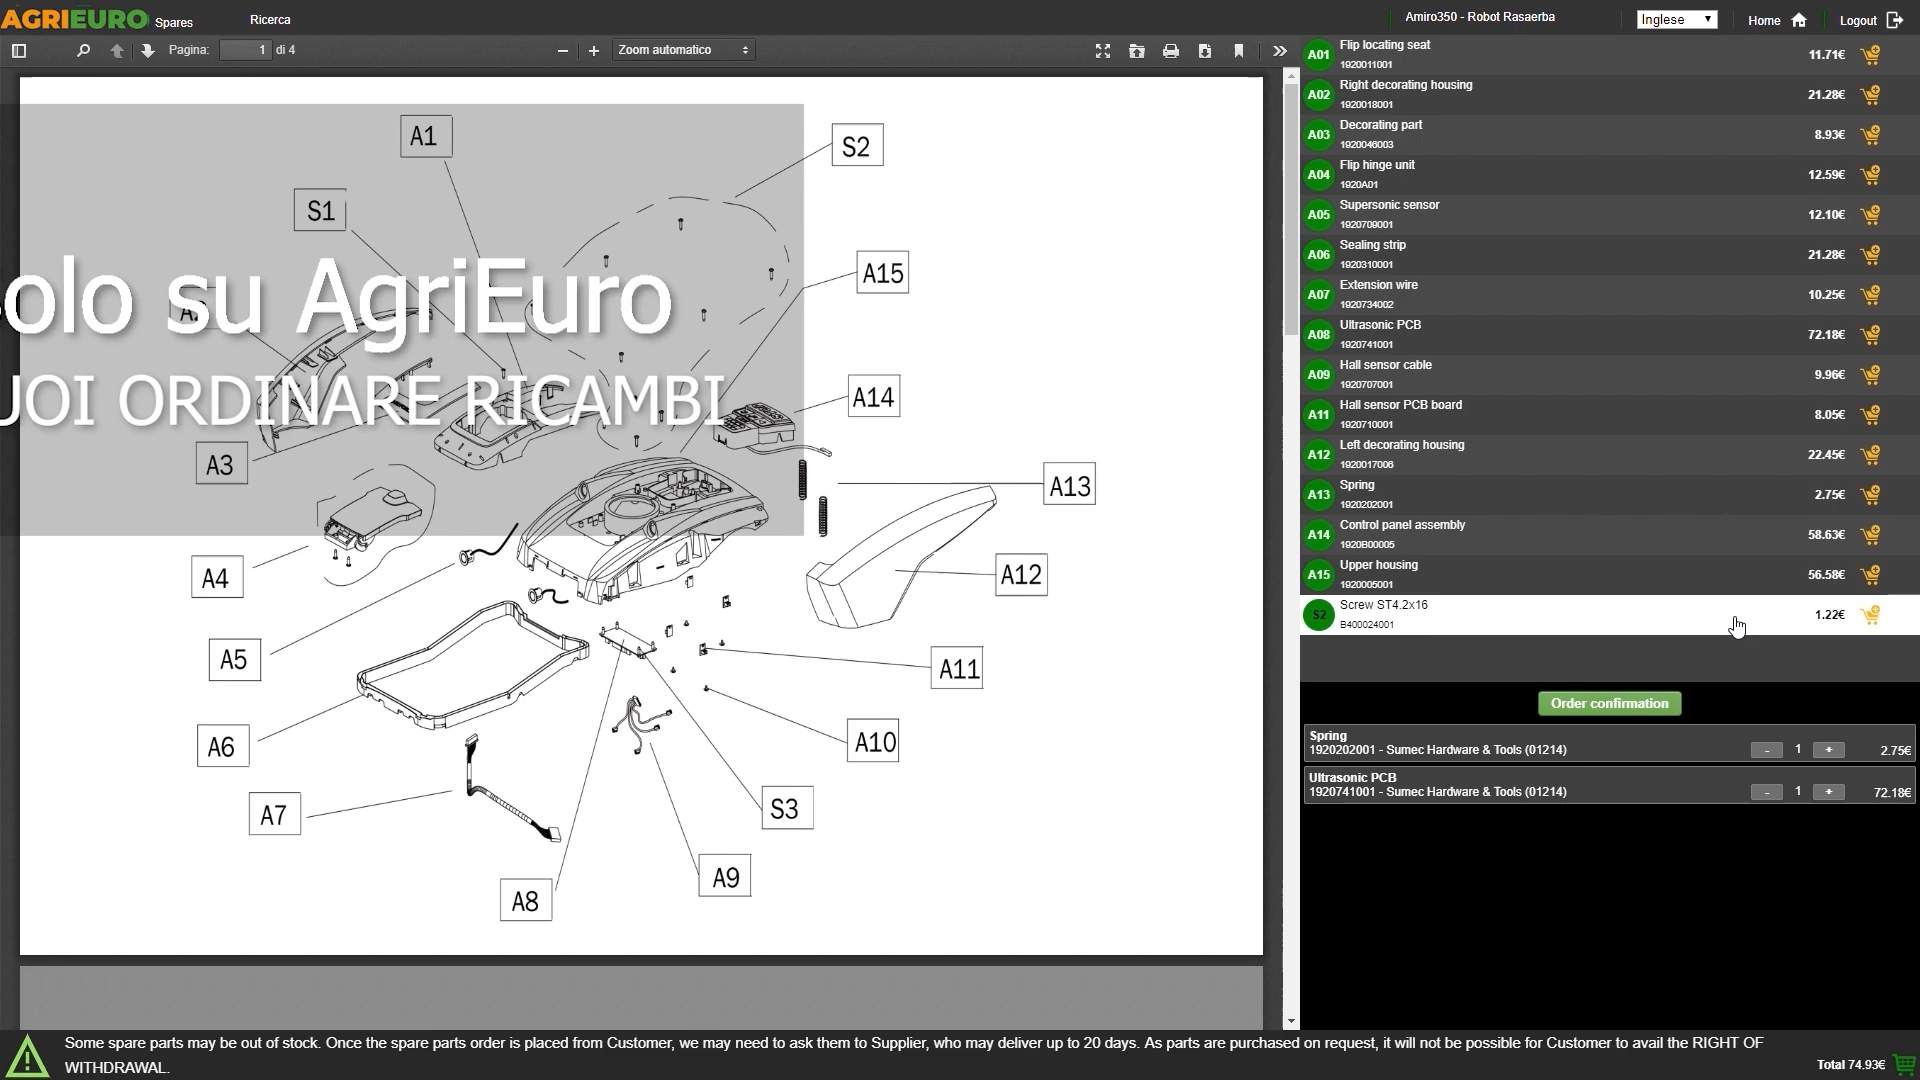 AGRIEURO Spares
Ricerca
Amiro350 - Robot Rasaerba
Inglese
Home
Logout
Pagina:
1
di 4
Zoom automatico
A1
S1
S2
A15
olo su AgriEuro
UOI ORDINARE RICAMBI
A14
A3
A13
A4
A12
A5
A11
A6
A10
A7
S3
A9
A8
A01
Flip locating seat
1920011001
11.71€
A02
Right decorating housing
1920018001
21.28€
A03
Decorating part
1920046003
8.93€
A04
Flip hinge unit
1920A01
12.59€
A05
Supersonic sensor
1920709001
12.10€
A06
Sealing strip
1920310001
21.28€
A07
Extension wire
1920734002
10.25€
A08
Ultrasonic PCB
1920741001
72.18€
A09
Hall sensor cable
1920707001
9.96€
A11
Hall sensor PCB board
1920710001
8.05€
A12
Left decorating housing
1920017006
22.45€
A13
Spring
1920202001
2.75€
A14
Control panel assembly
1920B00005
58.63€
A15
Upper housing
1920005001
56.58€
S2
Screw ST4.2x16
B400024001
1.22€
Order confirmation
Spring
1920202001 - Sumec Hardware & Tools (01214)
- 1 +
2.75€
Ultrasonic PCB
1920741001 - Sumec Hardware & Tools (01214)
- 1 +
72.18€
Some spare parts may be out of stock. Once the spare parts order is placed from Customer, we may need to ask them to Supplier, who may deliver up to 20 days. As parts are purchased on request, it will not be possible for Customer to avail the RIGHT OF
WITHDRAWAL.
Total 74.93€